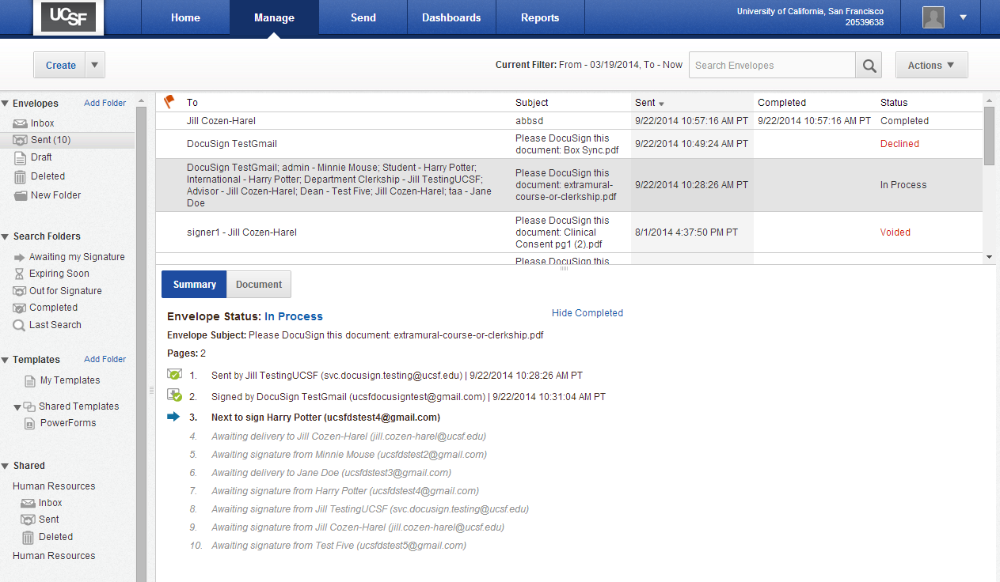 UCSF
Home
Manage
Send
Dashboards
Reports
University of California, San Francisco
20539638
Create
Current Filter: From - 03/19/2014, To - Now
Search Envelopes
Actions
Envelopes
Add Folder
Inbox
Sent (10)
Draft
Deleted
New Folder
Search Folders
Awaiting my Signature
Expiring Soon
Out for Signature
Completed
Last Search
Templates
Add Folder
My Templates
Shared Templates
PowerForms
Shared
Human Resources
Inbox
Sent
Deleted
Human Resources
To
Subject
Sent
Completed
Status
Jill Cozen-Harel
abbsd
9/22/2014 10:57:16 AM PT
9/22/2014 10:57:16 AM PT
Completed
DocuSign TestGmail
Please DocuSign this
document: Box Sync.pdf
9/22/2014 10:49:24 AM PT
Declined
DocuSign TestGmail; admin - Minnie Mouse; Student - Harry Potter;
International - Harry Potter; Department Clerkship - Jill TestingUCSF;
Advisor - Jill Cozen-Harel; Dean - Test Five; Jill Cozen-Harel; taa - Jane
Doe
Please DocuSign this
document: extramural-
course-or-clerkship.pdf
9/22/2014 10:28:26 AM PT
In Process
signer1 - Jill Cozen-Harel
Please DocuSign this
document: Clinical
Consent pg1 (2).pdf
8/1/2014 4:37:50 PM PT
Voided
Please DocuSign this
Summary
Document
Envelope Status: In Process
Hide Completed
Envelope Subject: Please DocuSign this document: extramural-course-or-clerkship.pdf
Pages: 2
1. Sent by Jill TestingUCSF (svc.docusign.testing@ucsf.edu) | 9/22/2014 10:28:26 AM PT
2. Signed by DocuSign TestGmail (ucsfdocusigntest@gmail.com) | 9/22/2014 10:31:04 AM PT
3. Next to sign Harry Potter (ucsfdstest4@gmail.com)
4. Awaiting delivery to Jill Cozen-Harel (jill.cozen-harel@ucsf.edu)
5. Awaiting signature from Minnie Mouse (ucsfdstest2@gmail.com)
6. Awaiting delivery to Jane Doe (ucsfdstest3@gmail.com)
7. Awaiting signature from Harry Potter (ucsfdstest4@gmail.com)
8. Awaiting signature from Jill TestingUCSF (svc.docusign.testing@ucsf.edu)
9. Awaiting signature from Jill Cozen-Harel (jill.cozen-harel@ucsf.edu)
10. Awaiting signature from Test Five (ucsfdstest5@gmail.com)